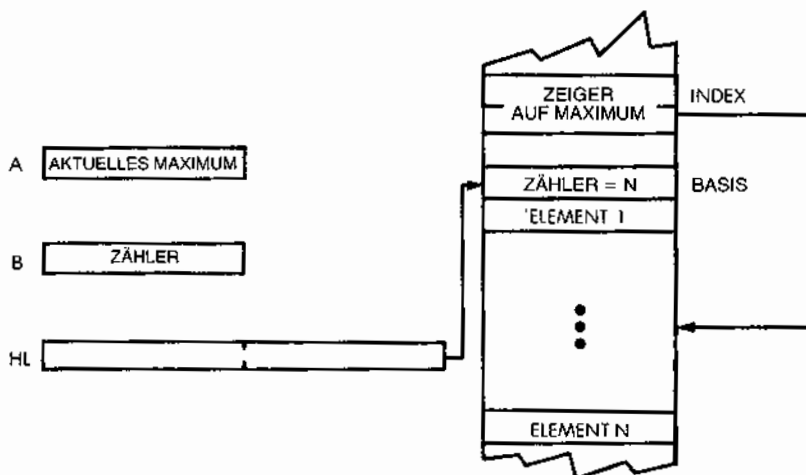 ZEIGER
AUF MAXIMUM
INDEX
A
AKTUELLES MAXIMUM
ZÄHLER = N
BASIS
'ELEMENT 1
B
ZÄHLER
HL
ELEMENT N